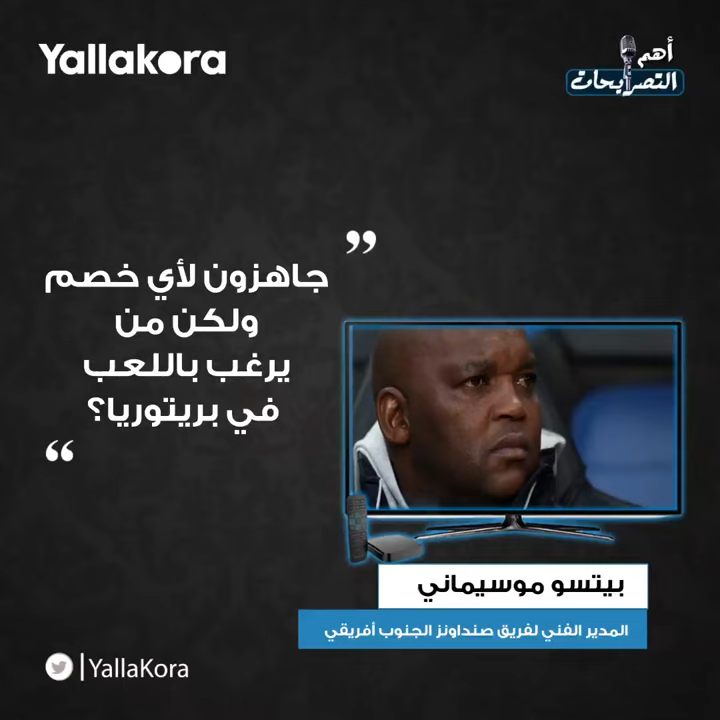 Yallakora
أهم
التصريحات
”
جاهزون لأي خصم
ولكن من
يرغب باللعب
في بريتوريا؟
“
بيتسو موسيماني
المدير الفني لفريق صنداونز الجنوب أفريقي
|YallaKora